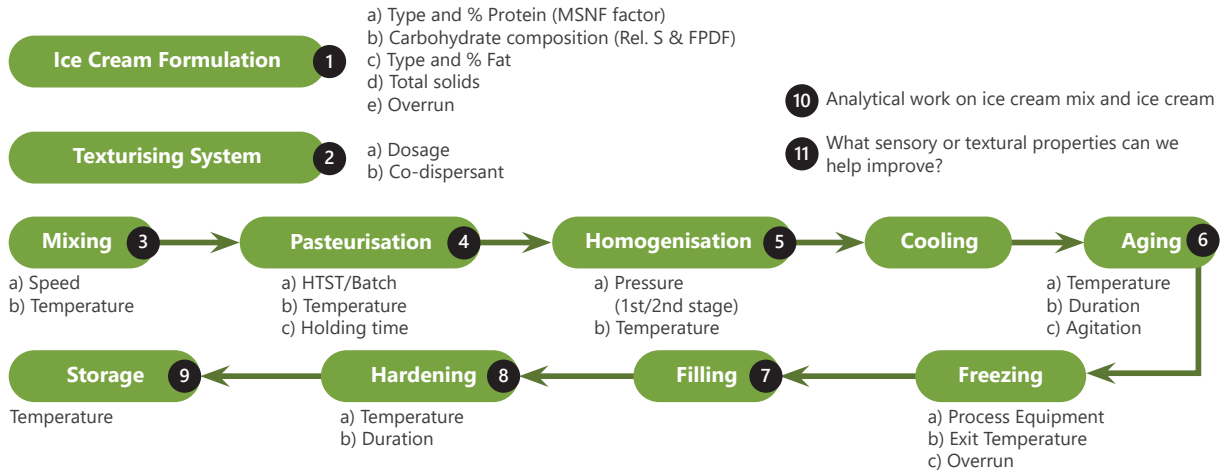 Ice Cream Formulation 1
a) Type and % Protein (MSNF factor)
b) Carbohydrate composition (Rel. S & FPDF)
c) Type and % Fat
d) Total solids
e) Overrun
Texturising System 2
a) Dosage
b) Co-dispersant
10 Analytical work on ice cream mix and ice cream
11 What sensory or textural properties can we
help improve?
Mixing 3
a) Speed
b) Temperature
Pasteurisation 4
a) HTST/Batch
b) Temperature
c) Holding time
Homogenisation 5
a) Pressure
(1st/2nd stage)
b) Temperature
Cooling
Aging 6
a) Temperature
b) Duration
c) Agitation
Freezing
a) Process Equipment
b) Exit Temperature
c) Overrun
Filling 7
Hardening 8
a) Temperature
b) Duration
Storage 9
Temperature